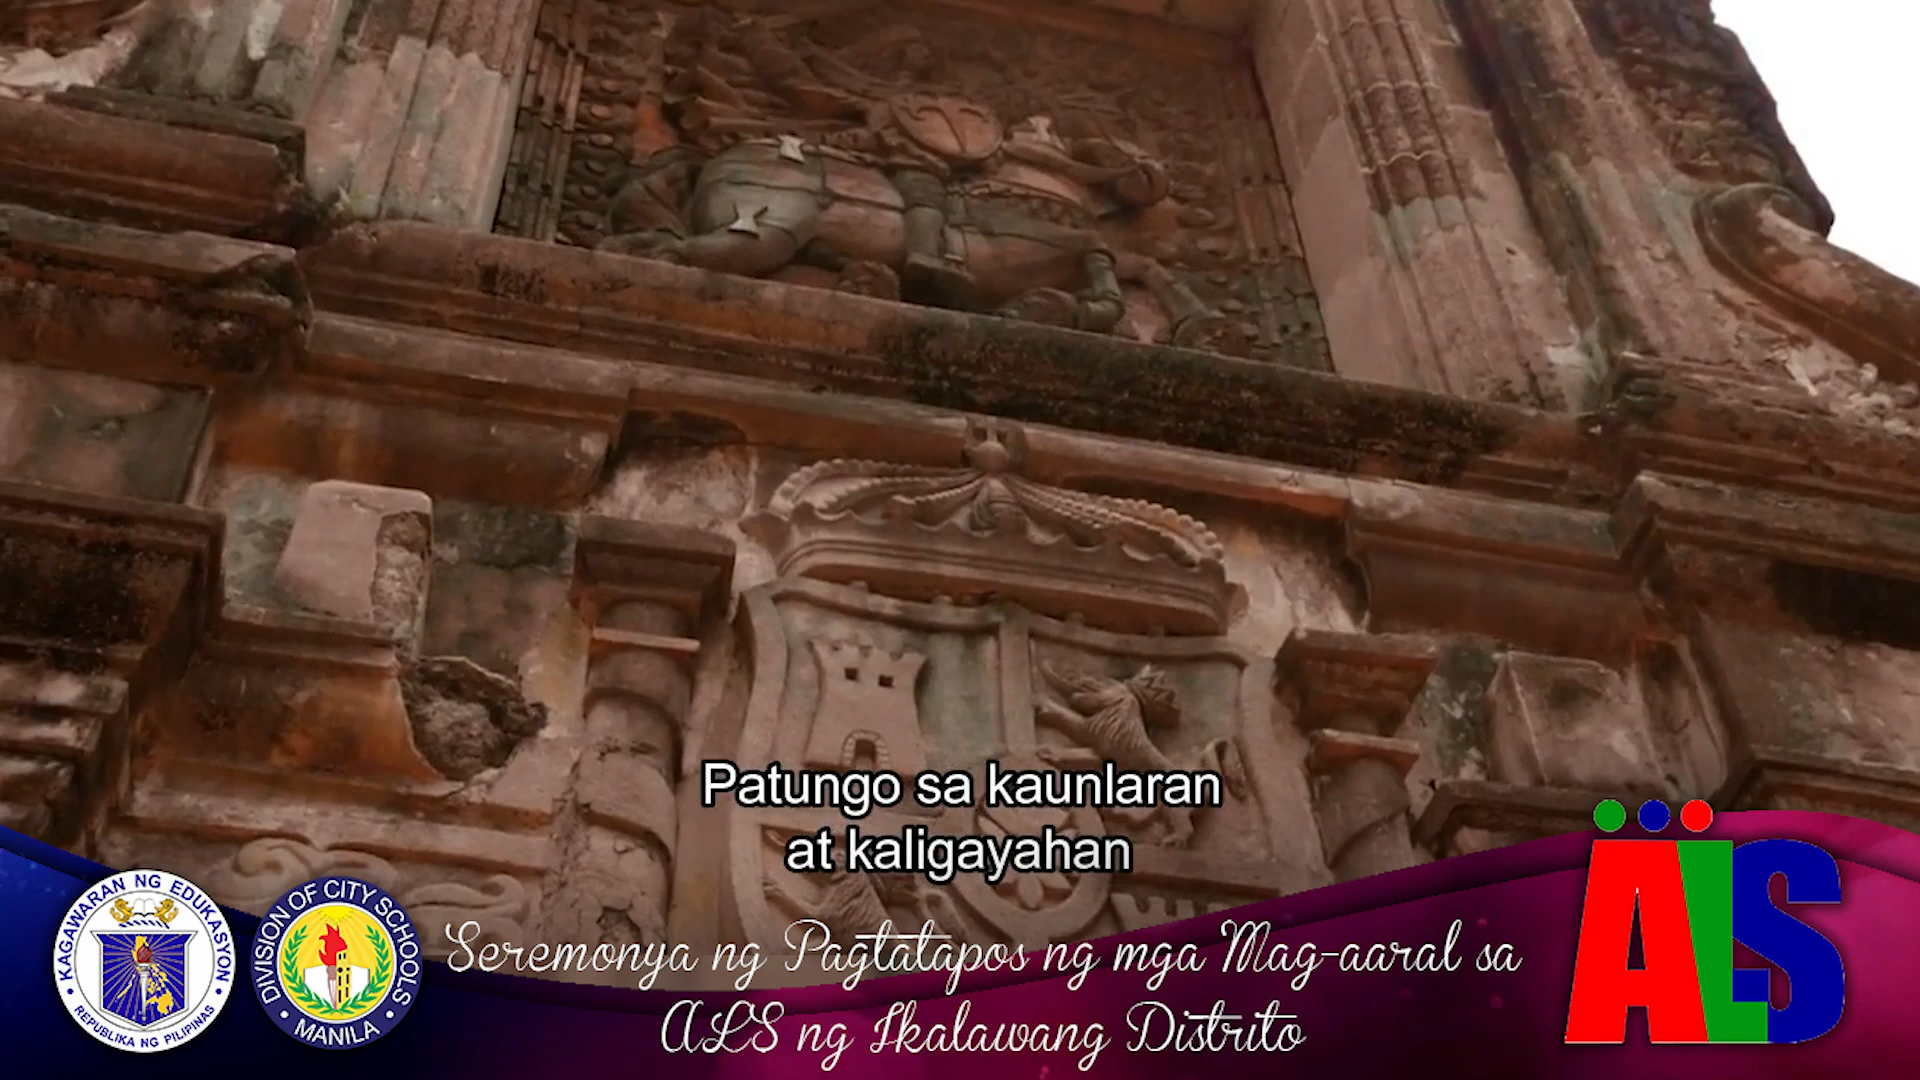 Patungo sa kaunlaran
at kaligayahan
KAGAWARAN NG EDUKASYON
REPUBLIKA NG PILIPINAS
DIVISION OF CITY SCHOOLS
MANILA
Seremonya ng Pagtatapos ng mga Mag-aaral sa
ALS ng Ikalawang Distrito
ALS